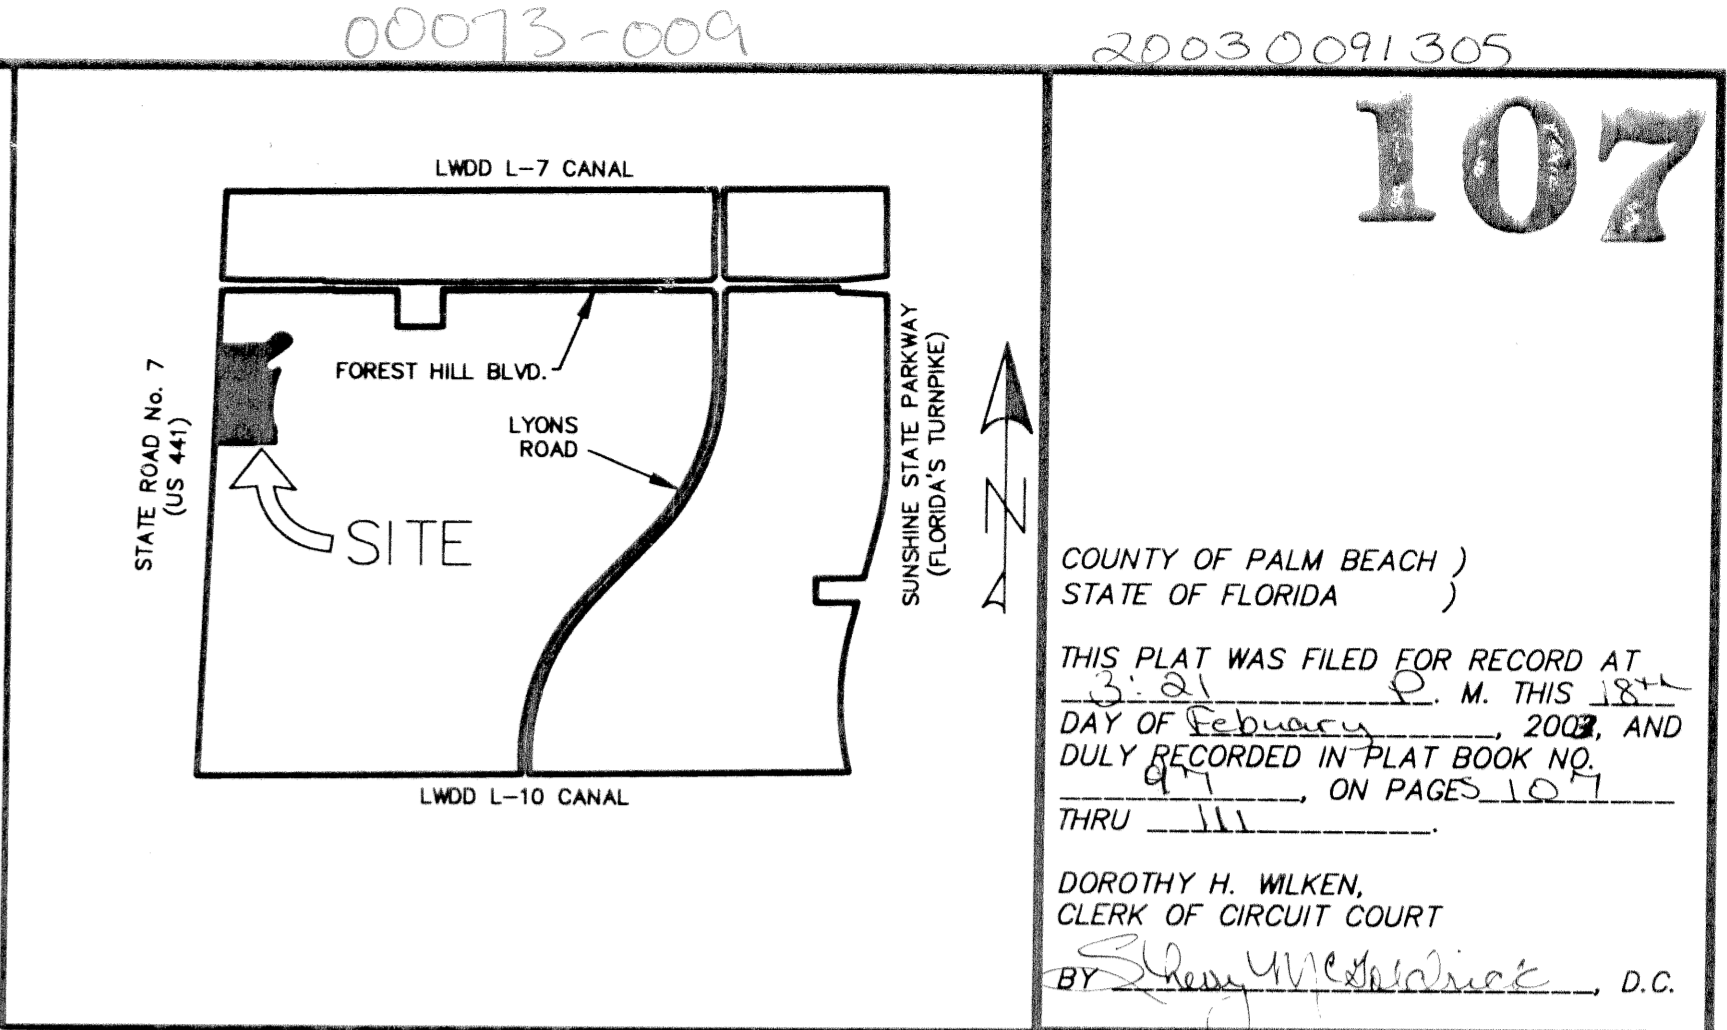 00073-009
20030091305
107
LWDD L-7 CANAL
FOREST HILL BLVD.
LYONS
ROAD
STATE ROAD No. 7
(US 441)
SITE
SUNSHINE STATE PARKWAY
(FLORIDA'S TURNPIKE)
N
LWDD L-10 CANAL
COUNTY OF PALM BEACH )
STATE OF FLORIDA )
THIS PLAT WAS FILED FOR RECORD AT
3:21 P. M. THIS 18th
DAY OF Febuary, 2003, AND
DULY RECORDED IN PLAT BOOK NO.
97, ON PAGES 107
THRU 111.
DOROTHY H. WILKEN,
CLERK OF CIRCUIT COURT
BY Sherry McGoldrick, D.C.